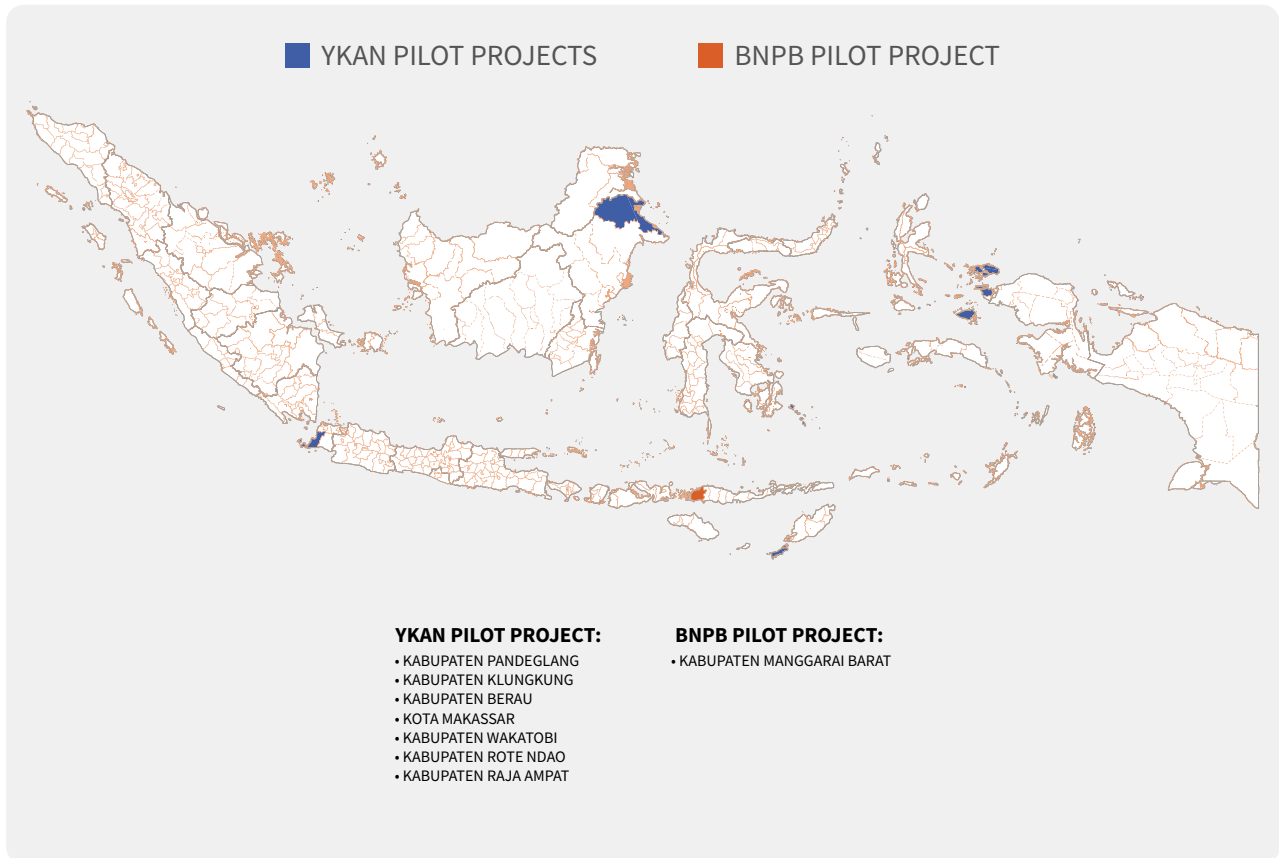 YKAN PILOT PROJECTS
BNPB PILOT PROJECT
YKAN PILOT PROJECT:
• KABUPATEN PANDEGLANG
• KABUPATEN KLUNGKUNG
• KABUPATEN BERAU
• KOTA MAKASSAR
• KABUPATEN WAKATOBI
• KABUPATEN ROTE NDAO
• KABUPATEN RAJA AMPAT
BNPB PILOT PROJECT:
• KABUPATEN MANGGARAI BARAT